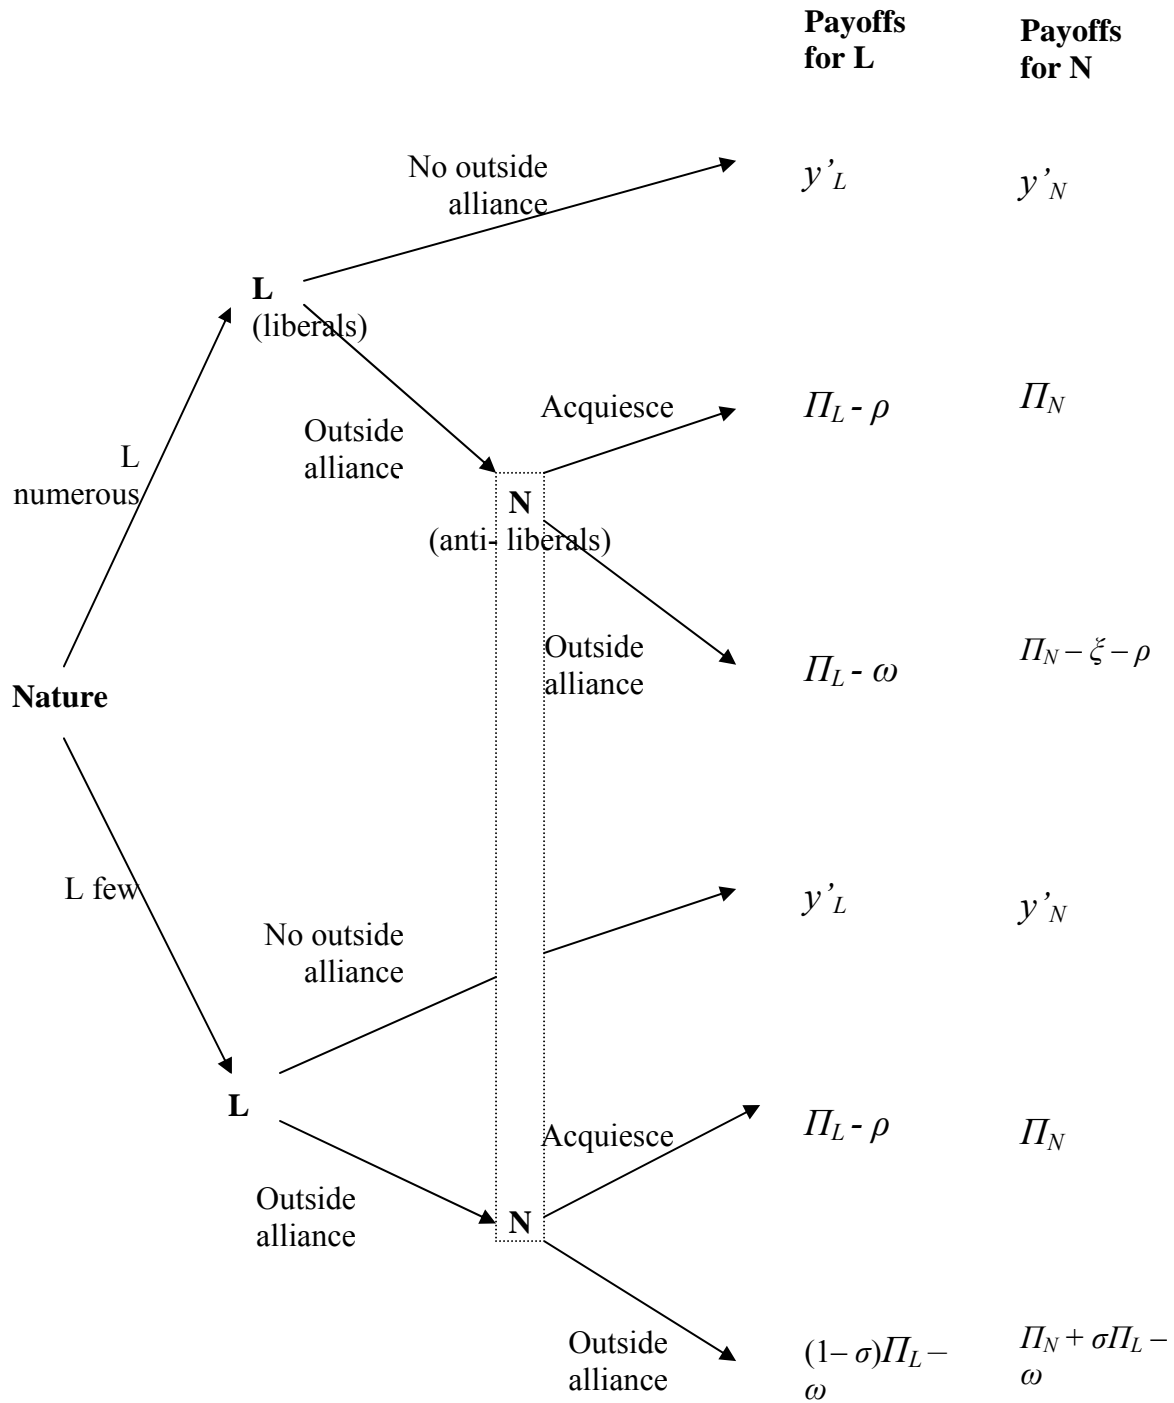 Payoffs
for L
Payoffs
for N
No outside
alliance
y’L
y’N
L
(liberals)
Acquiesce
ΠL - ρ
ΠN
Outside
alliance
L
numerous
N
(anti- liberals)
Outside
alliance
ΠL - ω
ΠN – ξ – ρ
Nature
L few
No outside
alliance
y’L
y’N
L
Acquiesce
ΠL - ρ
ΠN
Outside
alliance
N
Outside
alliance
(1– σ)ΠL –
ω
ΠN + σΠL –
ω